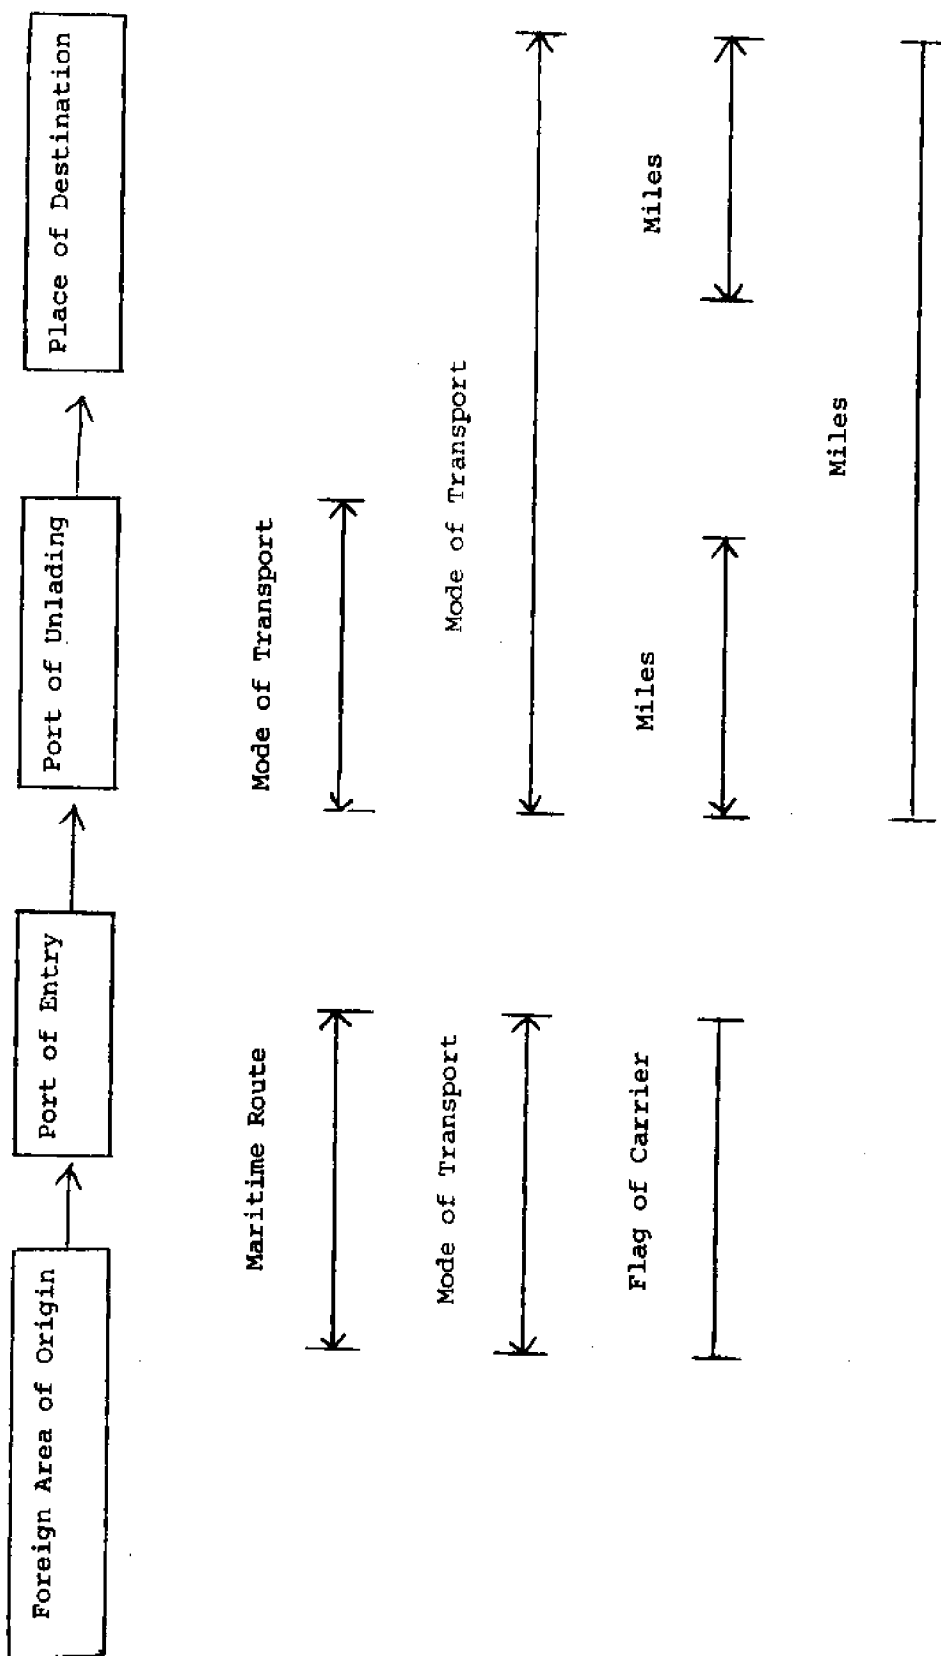 Foreign Area of Origin
Port of Entry
Port of Unlading
Place of Destination
Maritime Route
Mode of Transport
Mode of Transport
Mode of Transport
Flag of Carrier
Miles
Miles
Miles